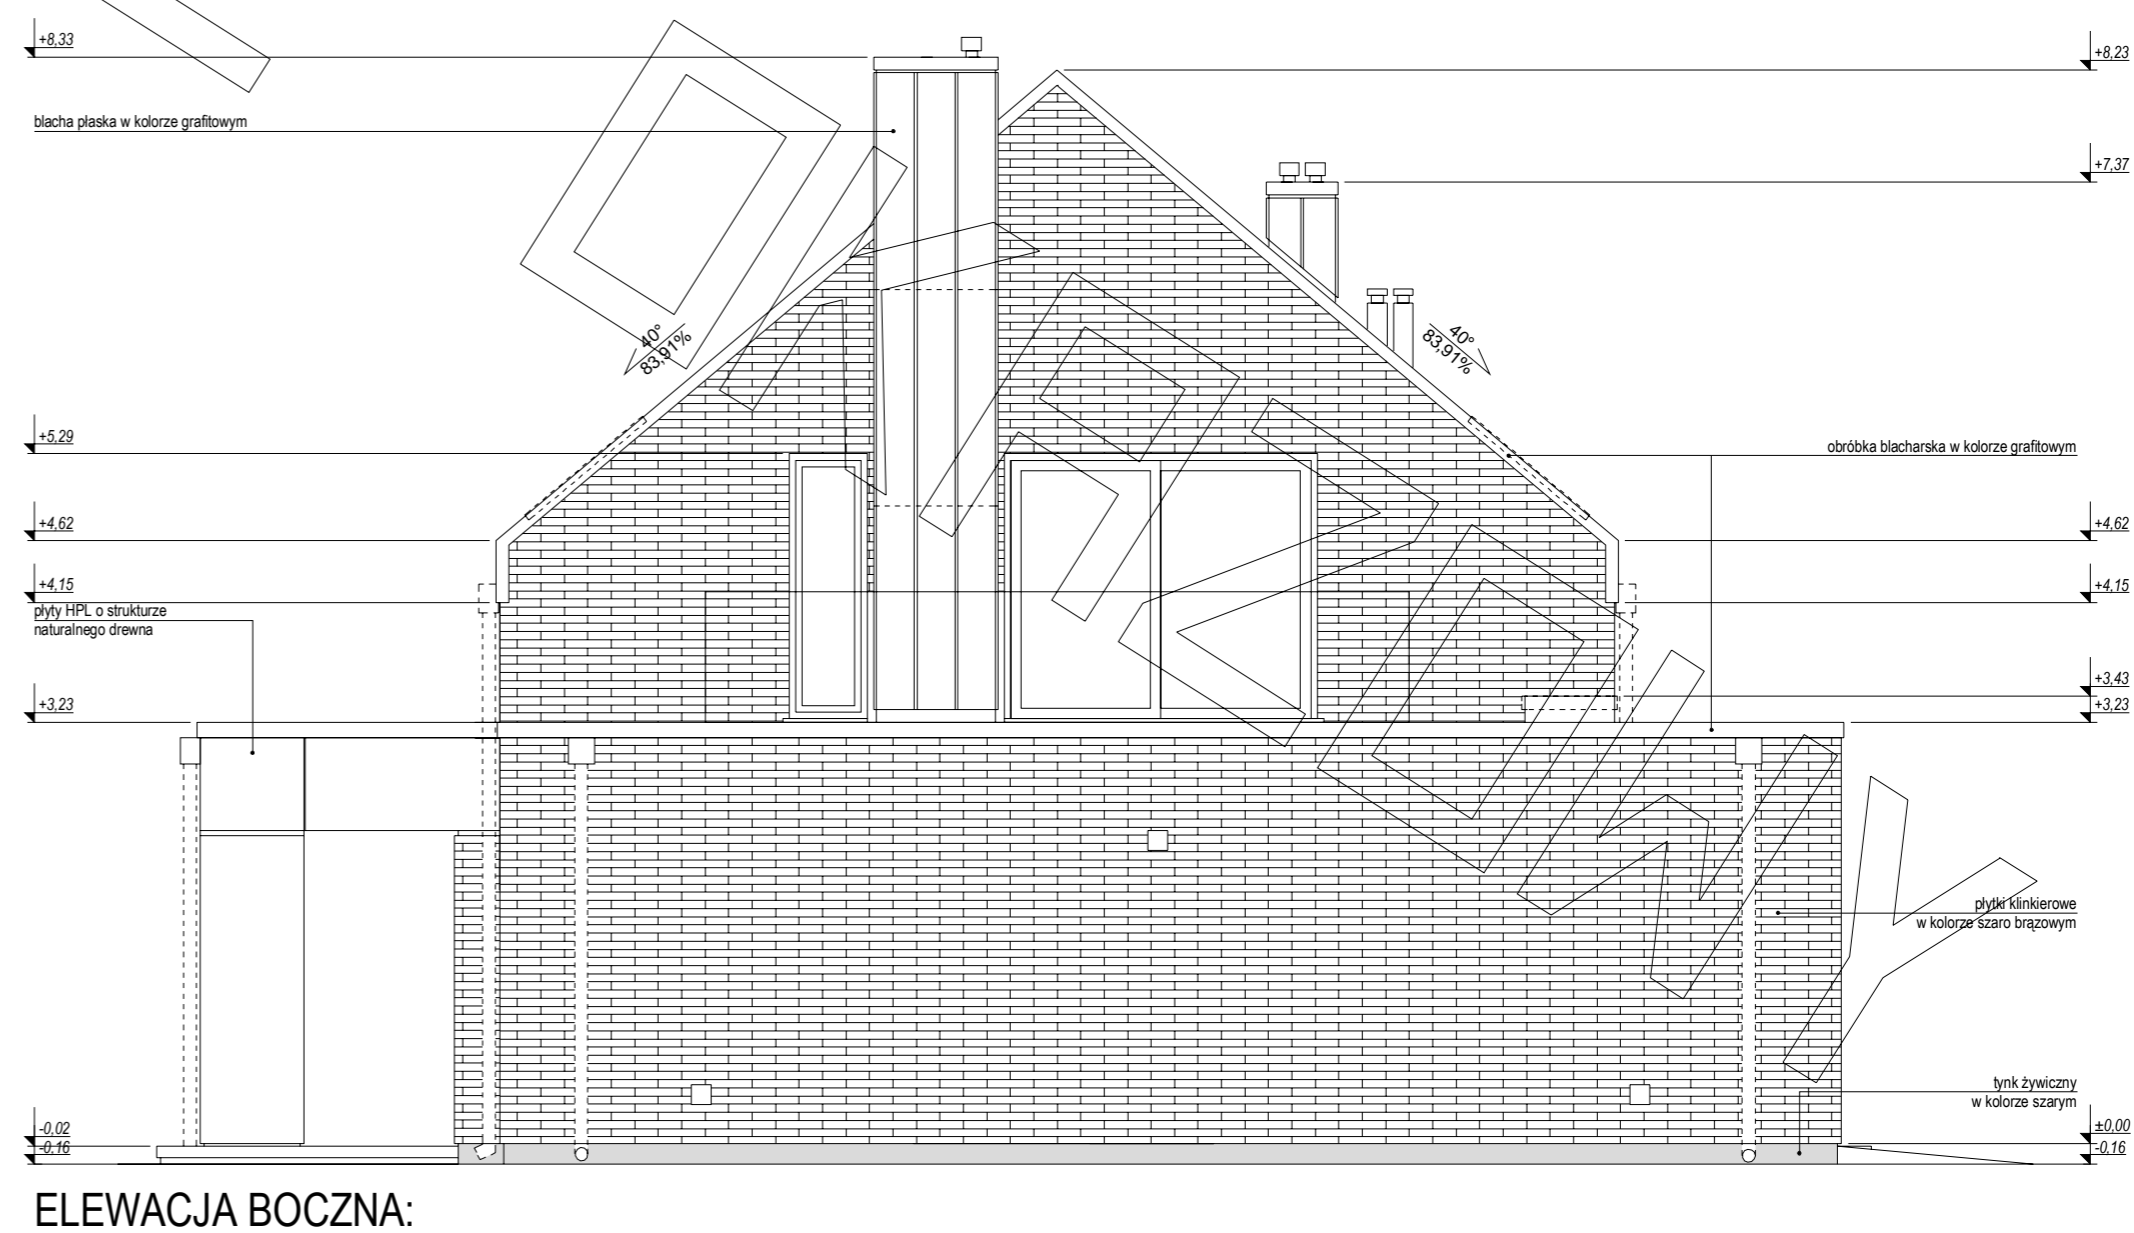 +8,33
+8,23
blacha płaska w kolorze grafitowym
+7,37
40°
83,91%
40°
83,91%
+5,29
obróbka blacharska w kolorze grafitowym
+4,62
+4,62
+4,15
+4,15
płyty HPL o strukturze
naturalnego drewna
+3,43
+3,23
+3,23
płytki klinkierowe
w kolorze szaro brązowym
tynk żywiczny
w kolorze szarym
-0,02
±0,00
-0,16
-0,16
ELEWACJA BOCZNA: